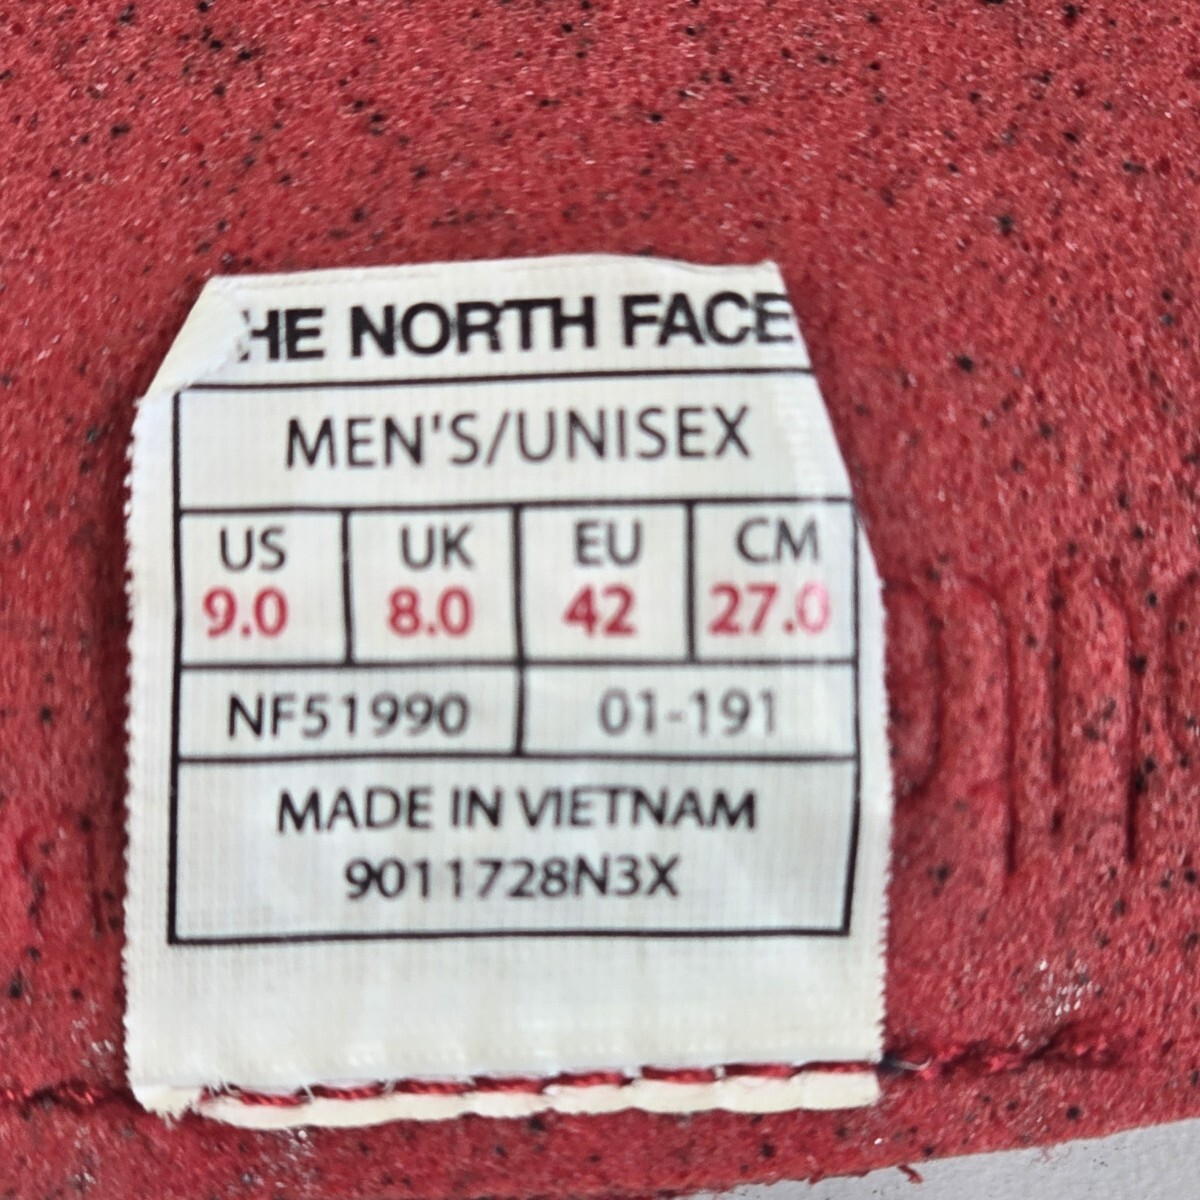 HE NORTH FACE
MEN'S/UNISEX
US UK EU CM
9.0 8.0 42 27.0
NF51990 01-191
MADE IN VIETNAM
9011728N3X